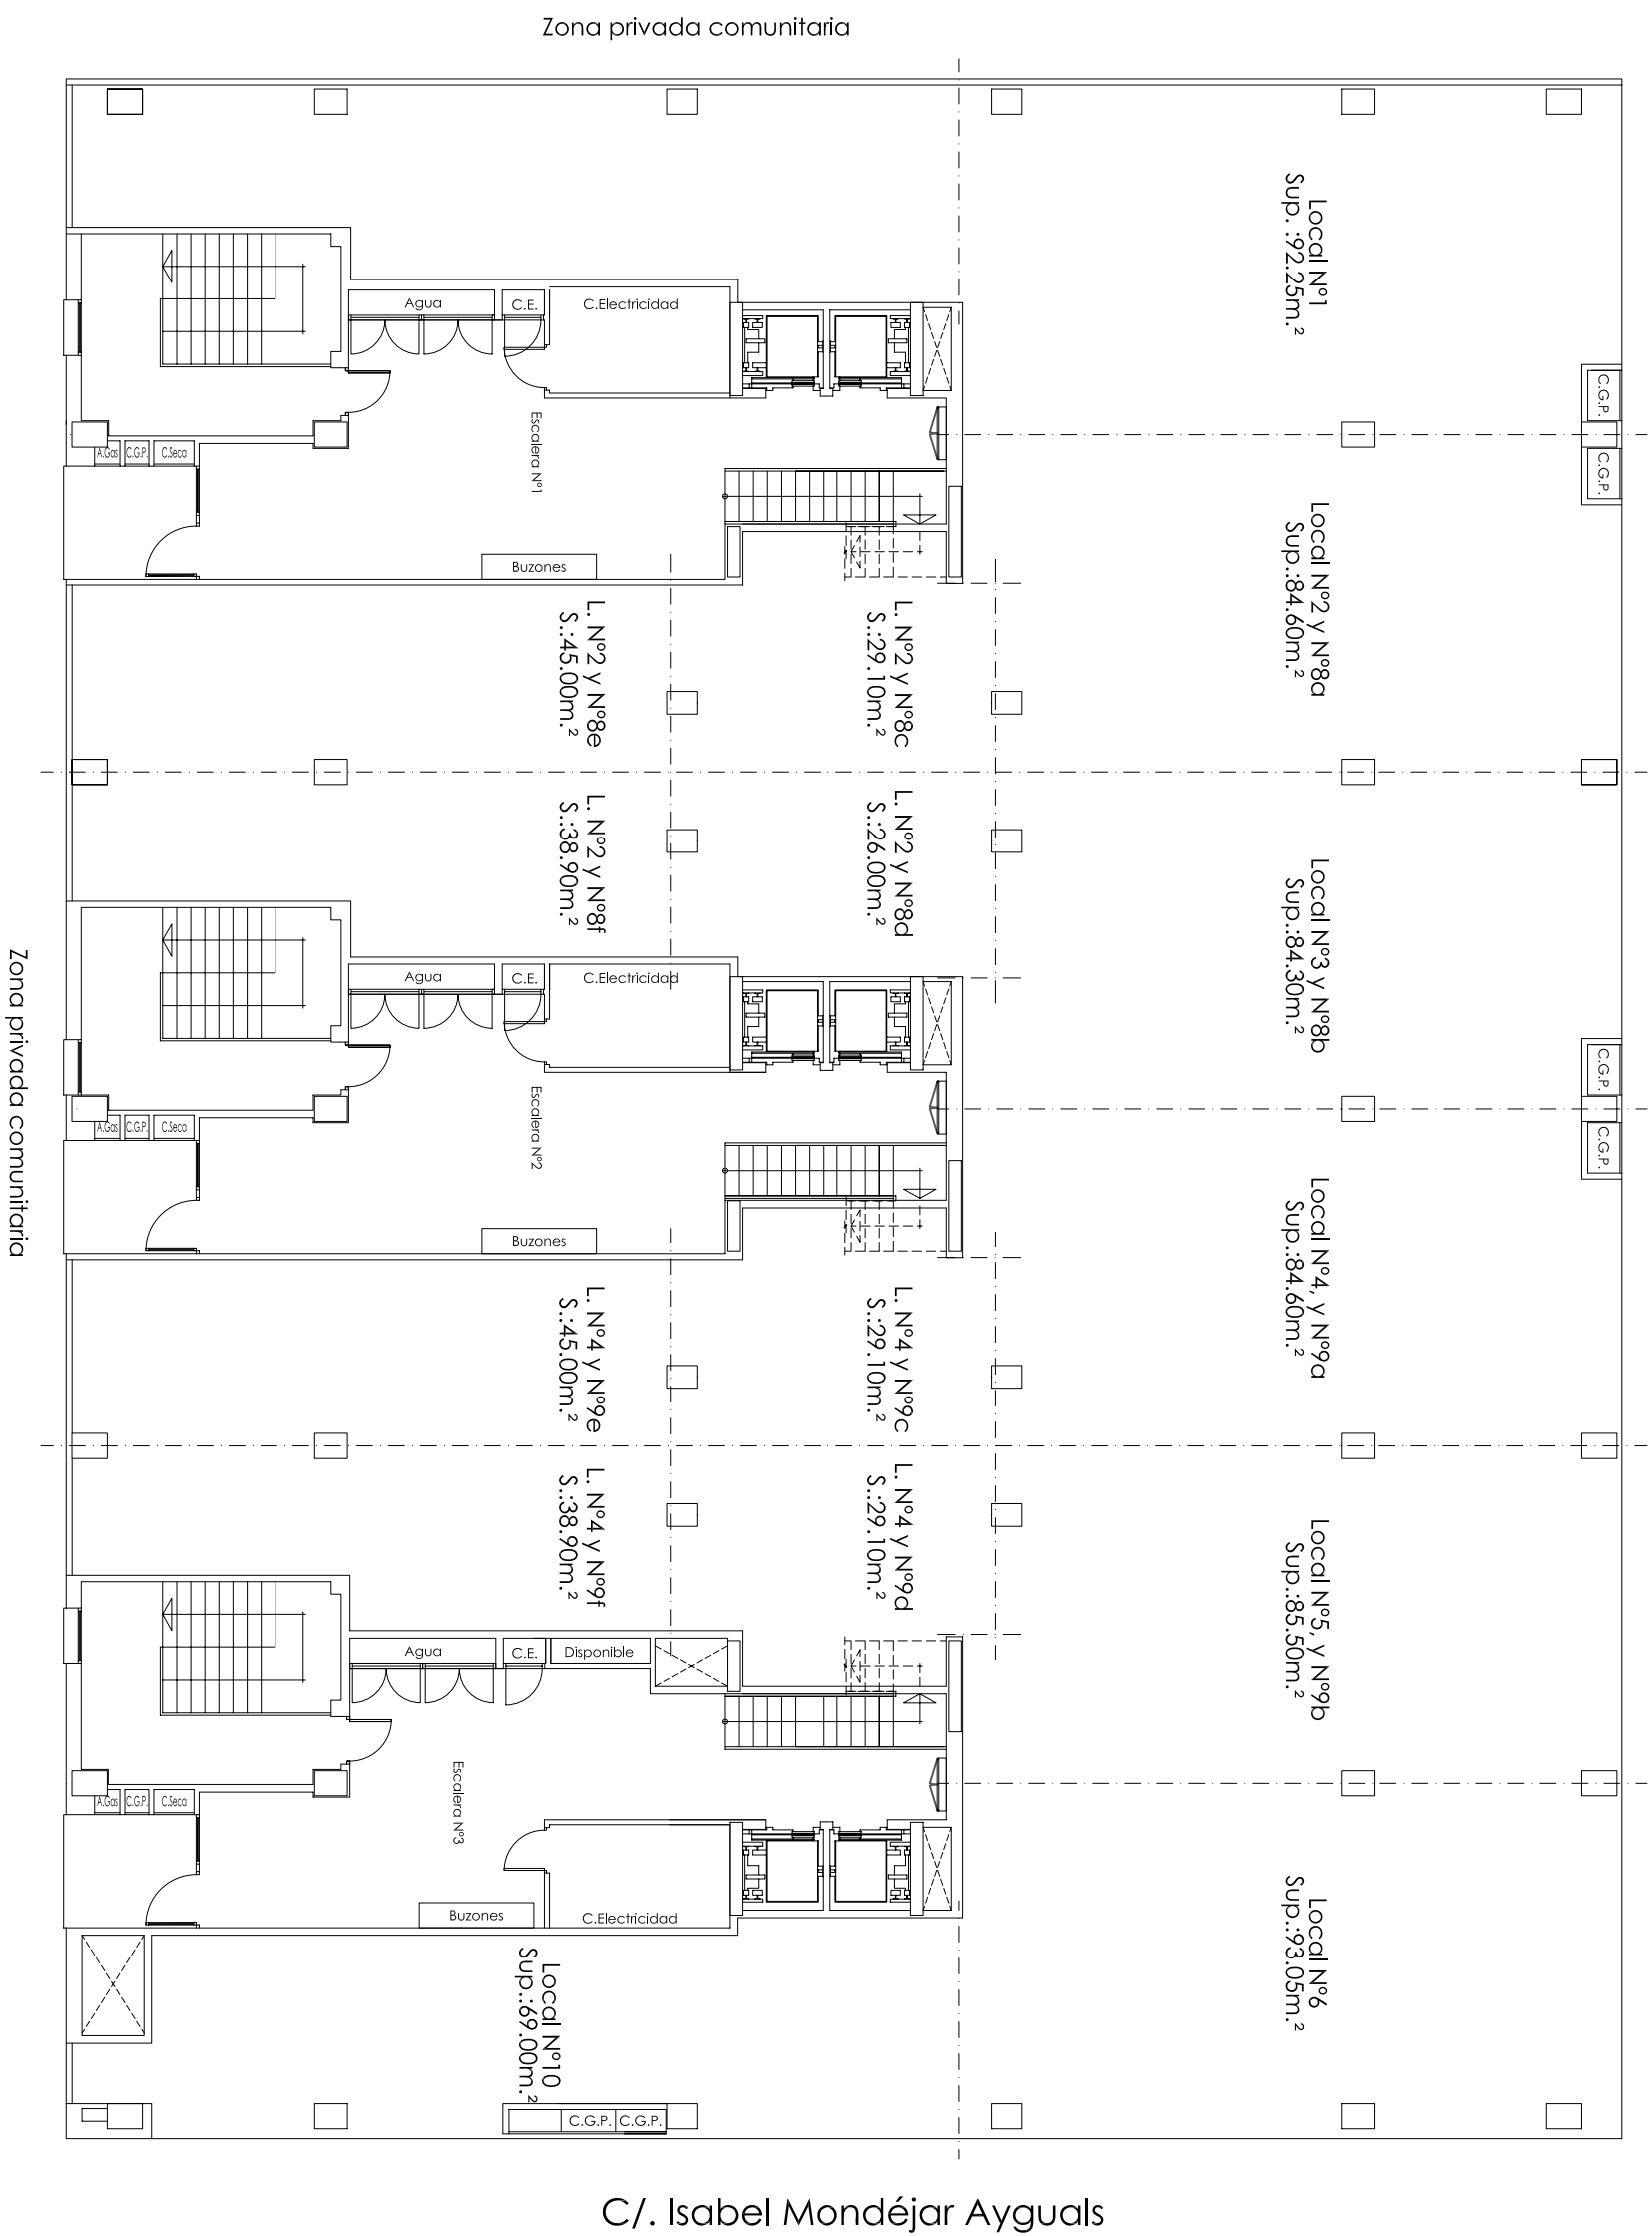 Zona privada comunitaria
Local Nº1
Sup. :92.25m.²
Agua
C.E.
C.Electricidad
C.G.P.
C.G.P.
Escalera Nº1
A.Gas
C.G.P.
C.Seca
Buzones
Local Nº2 y Nº8a
Sup.:84.60m.²
L. Nº2 y Nº8e
S.:45.00m.²
L. Nº2 y Nº8c
S.:29.10m.²
L. Nº2 y Nº8f
S.:38.90m.²
L. Nº2 y Nº8d
S.:26.00m.²
Local Nº3 y Nº8b
Sup.:84.30m.²
Zona privada comunitaria
Agua
C.E.
C.Electricidad
C.G.P.
C.G.P.
Escalera Nº2
A.Gas
C.G.P.
C.Seca
Buzones
Local Nº4, y Nº9a
Sup.:84.60m.²
L. Nº4 y Nº9e
S.:45.00m.²
L. Nº4 y Nº9c
S.:29.10m.²
L. Nº4 y Nº9f
S.:38.90m.²
L. Nº4 y Nº9d
S.:29.10m.²
Local Nº5, y Nº9b
Sup.:85.50m.²
Agua
C.E.
Disponible
Escalera Nº3
A.Gas
C.G.P.
C.Seca
Buzones
C.Electricidad
Local Nº6
Sup.:93.05m.²
Local Nº10
Sup.:69.00m.²
C.G.P.
C.G.P.
C/. Isabel Mondéjar Ayguals